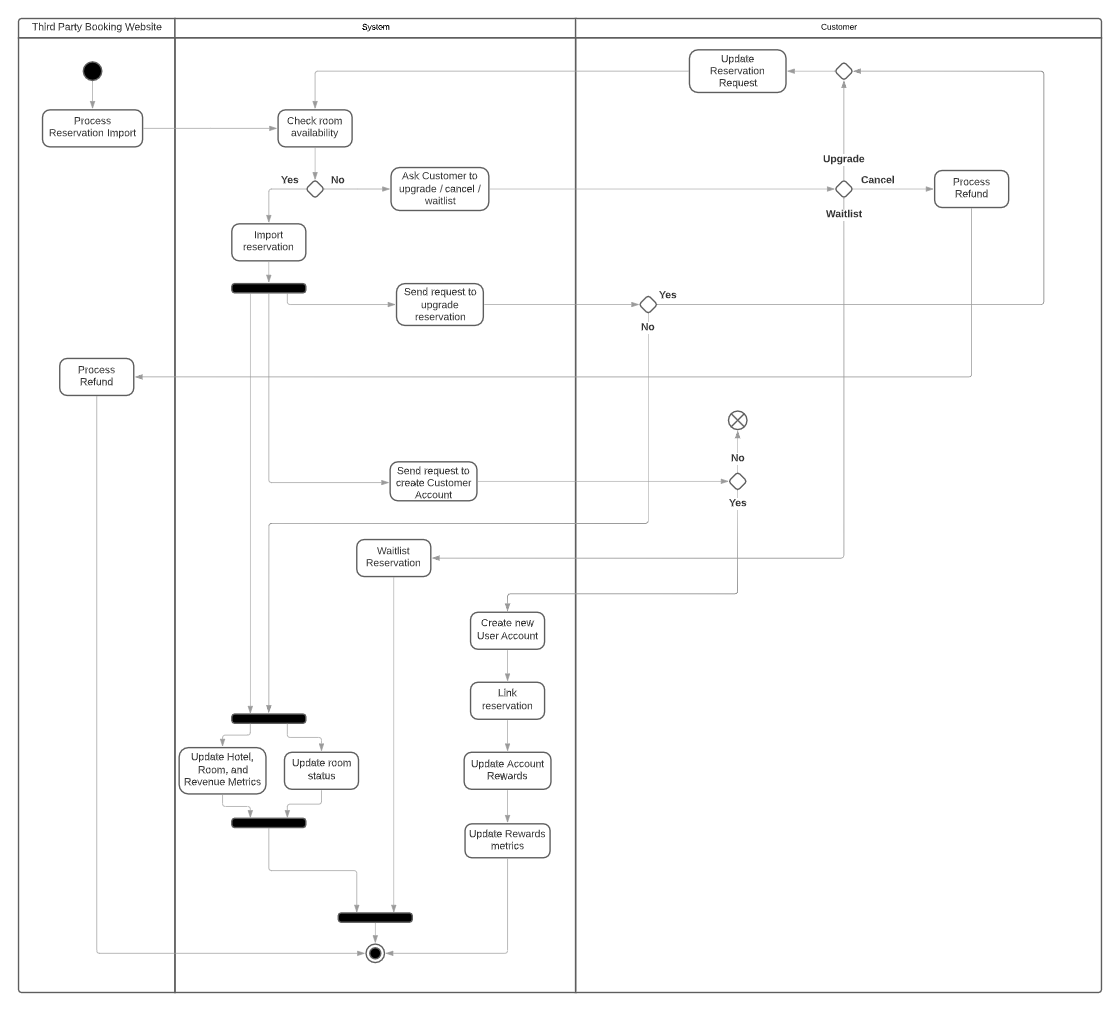 Third Party Booking Website
System
Customer
Update
Reservation
Request
Process
Reservation Import
Check room
availability
Upgrade
Yes
No
Ask Customer to
upgrade / cancel /
waitlist
Cancel
Process
Refund
Waitlist
Import
reservation
Send request to
upgrade
reservation
Yes
No
Process
Refund
No
Send request to
create Customer
Account
Yes
Waitlist
Reservation
Create new
User Account
Link
reservation
Update Hotel,
Room, and
Revenue Metrics
Update room
status
Update Account
Rewards
Update Rewards
metrics